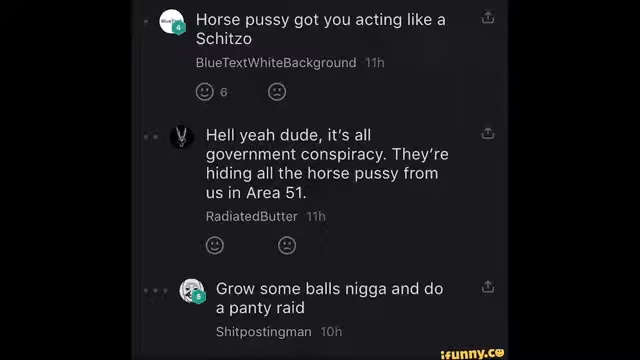 Horse pussy got you acting like a
Schitzo
BlueTextWhiteBackground 11h
6
Hell yeah dude, it's all
government conspiracy. They're
hiding all the horse pussy from
us in Area 51.
RadiatedButter 11h
Grow some balls nigga and do
a panty raid
Shitpostingman 10h
ifunny.co